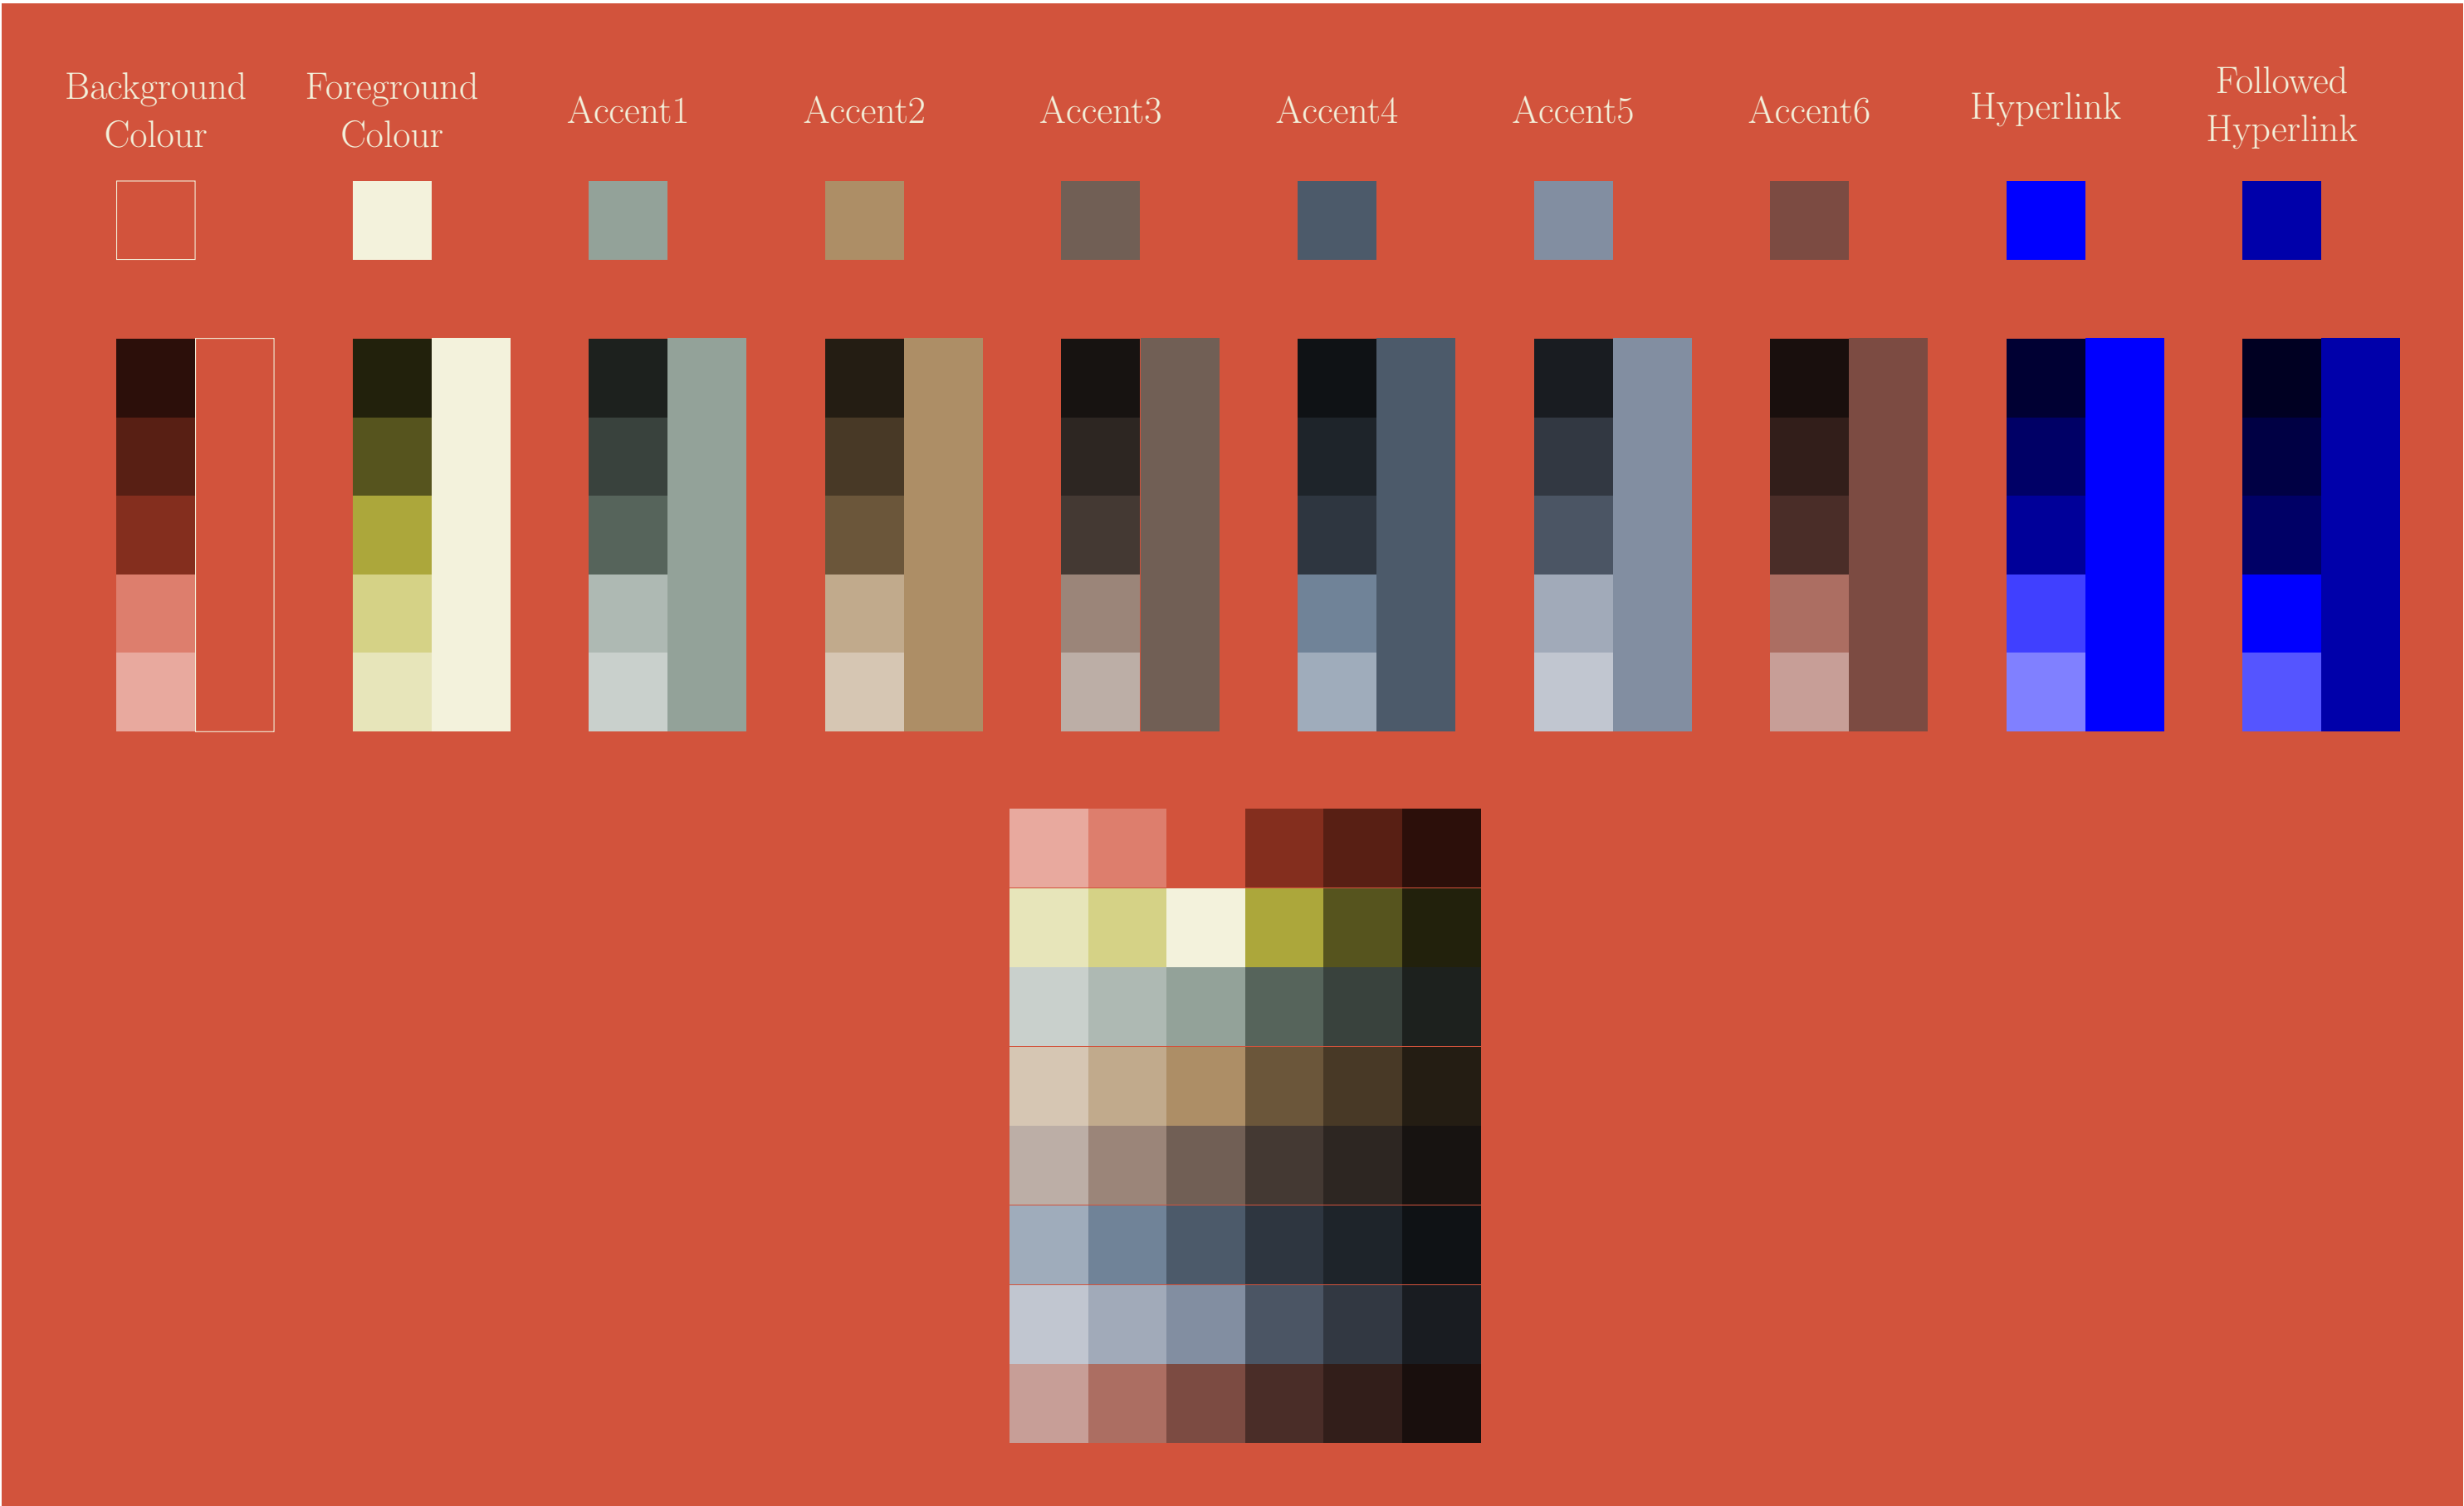 Background
Colour
Foreground
Colour
Accent1
Accent2
Accent3
Accent4
Accent5
Accent6
Hyperlink
Followed
Hyperlink